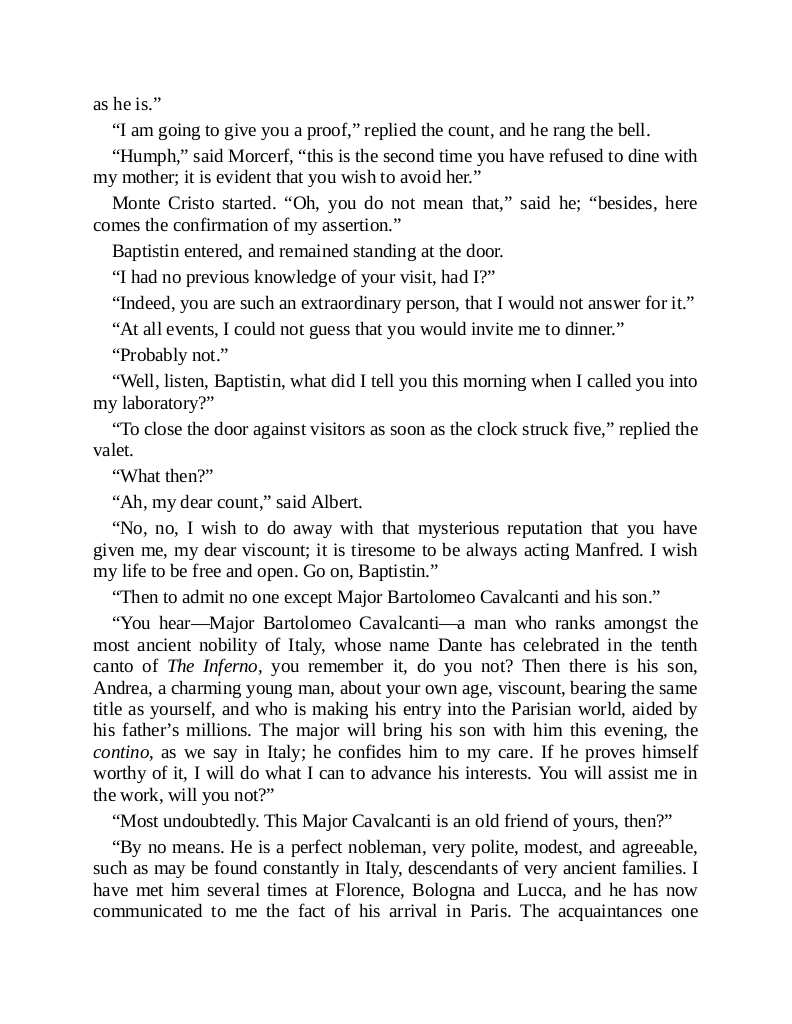 as he is.”
“I am going to give you a proof,” replied the count, and he rang the bell.
“Humph,” said Morcerf, “this is the second time you have refused to dine with
my mother; it is evident that you wish to avoid her.”
Monte Cristo started. “Oh, you do not mean that,” said he; “besides, here
comes the confirmation of my assertion.”
Baptistin entered, and remained standing at the door.
“I had no previous knowledge of your visit, had I?”
“Indeed, you are such an extraordinary person, that I would not answer for it.”
“At all events, I could not guess that you would invite me to dinner.”
“Probably not.”
“Well, listen, Baptistin, what did I tell you this morning when I called you into
my laboratory?”
“To close the door against visitors as soon as the clock struck five,” replied the
valet.
“What then?”
“Ah, my dear count,” said Albert.
“No, no, I wish to do away with that mysterious reputation that you have
given me, my dear viscount; it is tiresome to be always acting Manfred. I wish
my life to be free and open. Go on, Baptistin.”
“Then to admit no one except Major Bartolomeo Cavalcanti and his son.”
“You hear—Major Bartolomeo Cavalcanti—a man who ranks amongst the
most ancient nobility of Italy, whose name Dante has celebrated in the tenth
canto of The Inferno, you remember it, do you not? Then there is his son,
Andrea, a charming young man, about your own age, viscount, bearing the same
title as yourself, and who is making his entry into the Parisian world, aided by
his father’s millions. The major will bring his son with him this evening, the
contino, as we say in Italy; he confides him to my care. If he proves himself
worthy of it, I will do what I can to advance his interests. You will assist me in
the work, will you not?”
“Most undoubtedly. This Major Cavalcanti is an old friend of yours, then?”
“By no means. He is a perfect nobleman, very polite, modest, and agreeable,
such as may be found constantly in Italy, descendants of very ancient families. I
have met him several times at Florence, Bologna and Lucca, and he has now
communicated to me the fact of his arrival in Paris. The acquaintances one